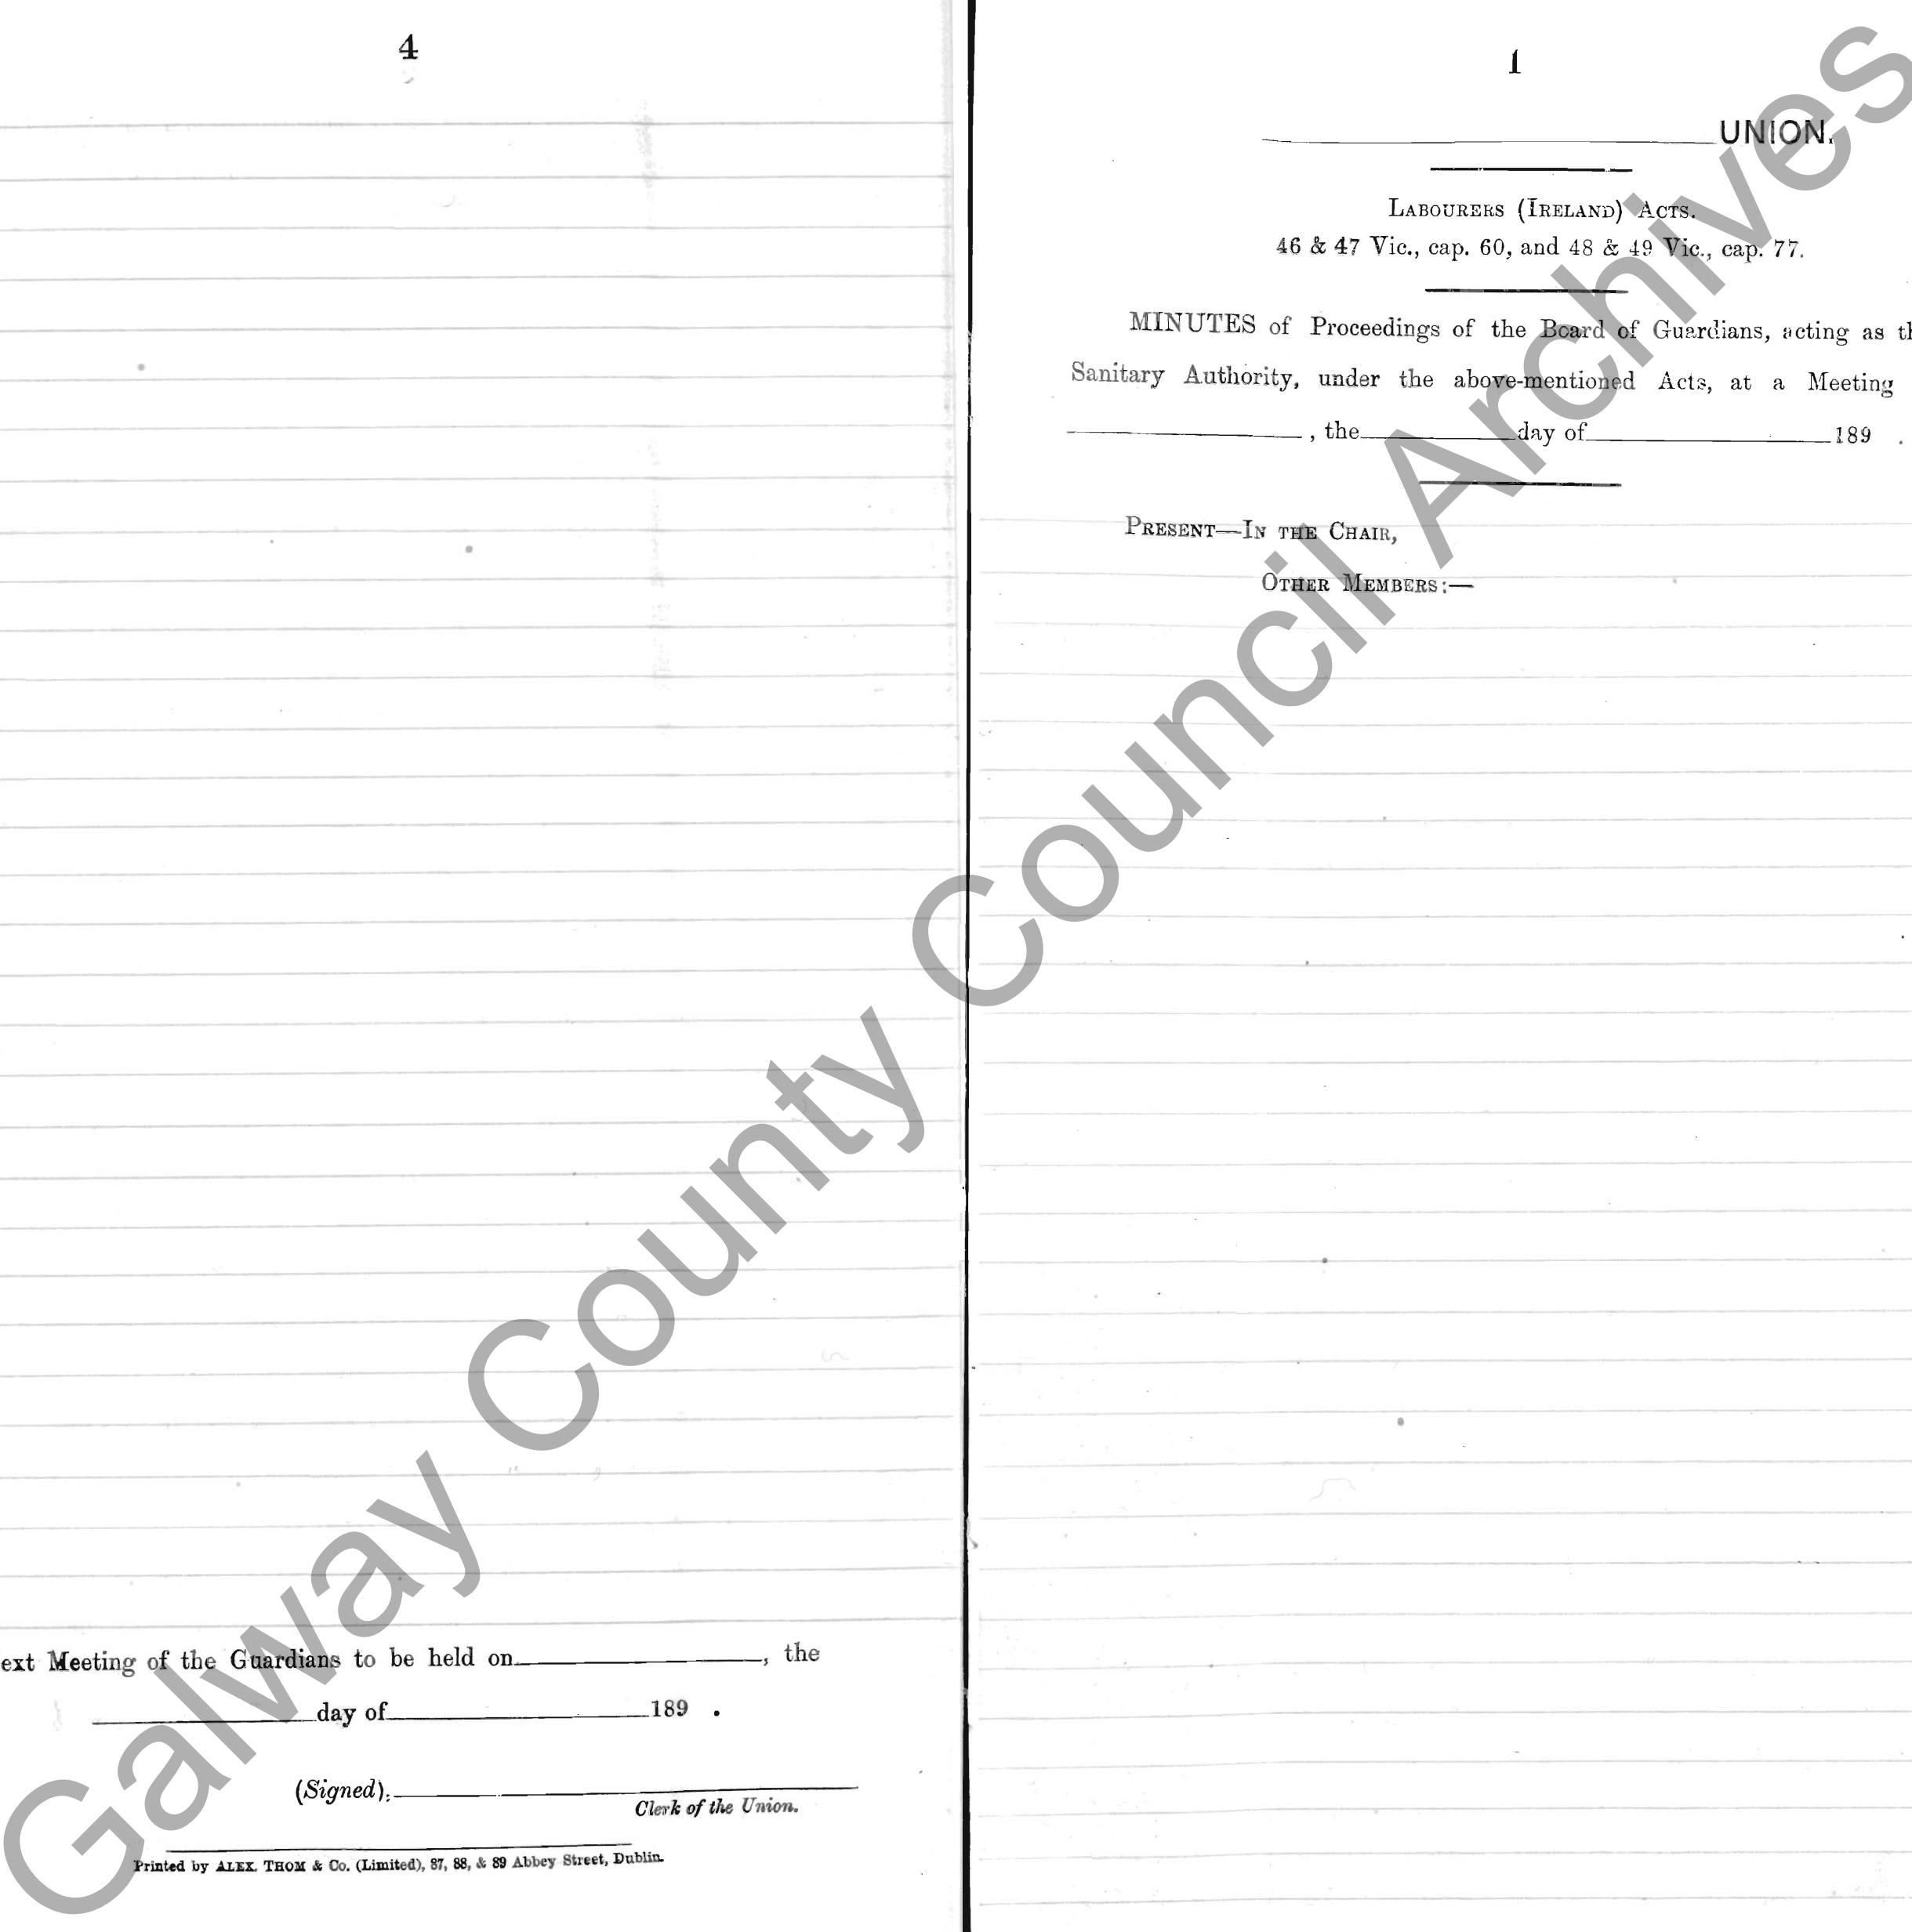 4
ext Meeting of the Guardians to be held on , the
day of 189 .
(Signed),
Clerk of the Union.
Printed by ALEX. THOM & Co. (Limited), 87, 88, & 89 Abbey Street, Dublin.
1
UNION.
LABOURERS (IRELAND) ACTS.
46 & 47 Vic., cap. 60, and 48 & 49 Vic., cap. 77.
MINUTES of Proceedings of the Board of Guardians, acting as th
Sanitary Authority, under the above-mentioned Acts, at a Meeting
, the day of 189 .
PRESENT—IN THE CHAIR,
OTHER MEMBERS:—
Galway County Council Archives